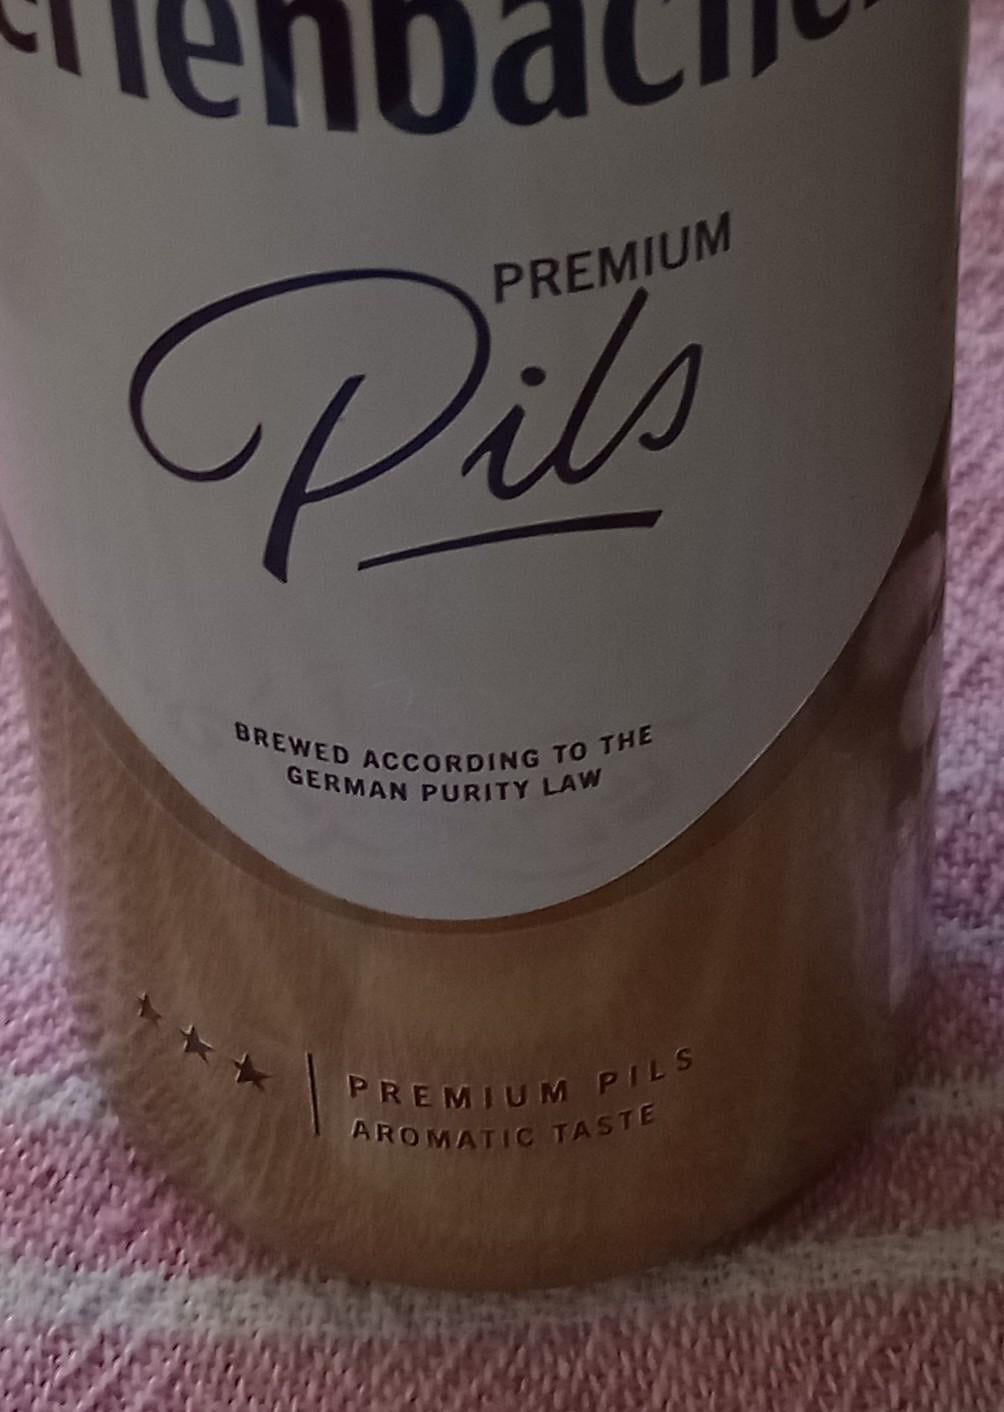 PREMIUM
Pils
BREWED ACCORDING TO THE
GERMAN PURITY LAW
PREMIUM PILS
AROMATIC TASTE